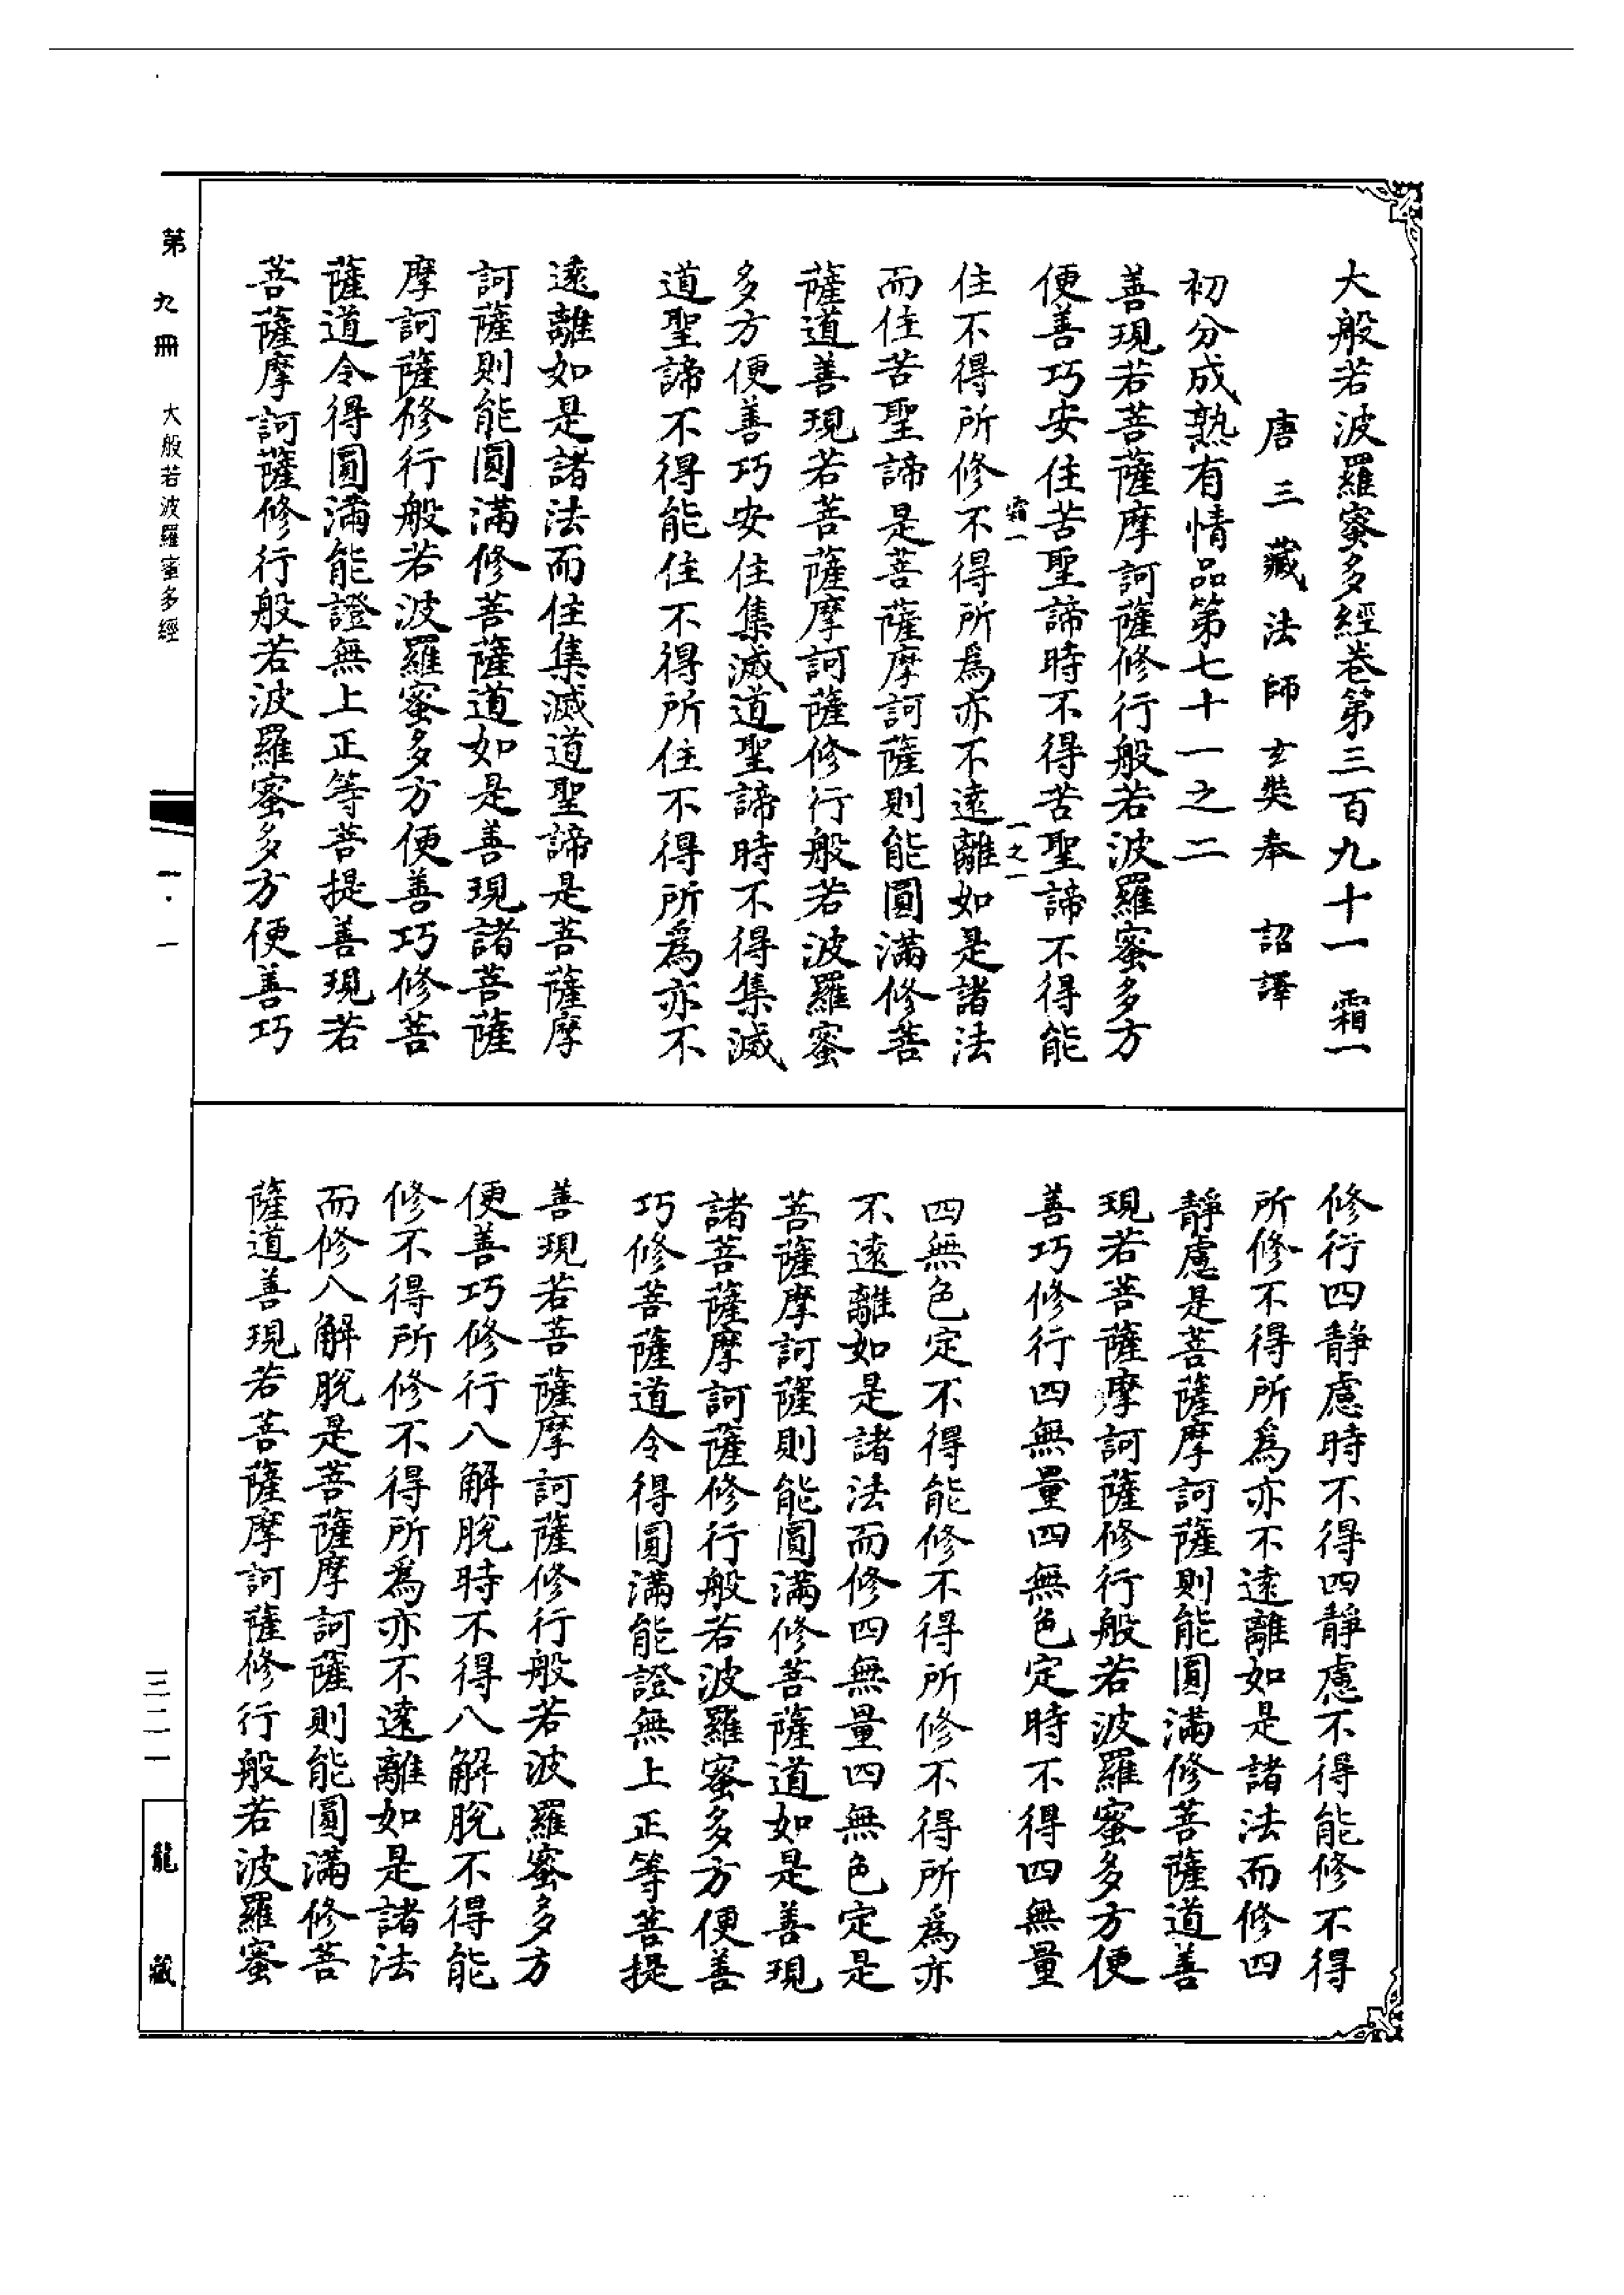 大般若波羅蜜多經卷第三百九十一　霜一
唐三藏法師玄奘奉　詔譯
初分成熟有情品第七十一之二
善現若菩薩摩訶薩修行般若波羅蜜多方
便善巧安住苦聖諦時不得苦聖諦不得能
霜一　一之一
住不得所修不得所為亦不遠離如是諸法
而住苦聖諦是菩薩摩訶薩則能圓滿修菩
薩道善現若菩薩摩訶薩修行般若波羅蜜
多方便善巧安住集滅道聖諦時不得集滅
道聖諦不得能住不得所住不得所為亦不
遠離如是諸法而住集滅道聖諦是菩薩摩
訶薩則能圓滿修菩薩道如是善現諸菩薩
摩訶薩修行般若波羅蜜多方便善巧修菩
薩道令得圓滿能證無上正等菩提善現若
菩薩摩訶薩修行般若波羅蜜多方便善巧
修行四靜慮時不得四靜慮不得能修不得
所修不得所為亦不遠離如是諸法而修四
靜慮是菩薩摩訶薩則能圓滿修菩薩道善
現若菩薩摩訶薩修行般若波羅蜜多方便
善巧修行四無量四無色定時不得四無量
四無色定不得能修不得所修不得所為亦
不遠離如是諸法而修四無量四無色定是
菩薩摩訶薩則能圓滿修菩薩道如是善現
諸菩薩摩訶薩修行般若波羅蜜多方便善
巧修菩薩道令得圓滿能證無上正等菩提
善現若菩薩摩訶薩修行般若波羅蜜多方
便善巧修行八解脫時不得八解脫不得能
修不得所修不得所為亦不遠離如是諸法
而修八解脫是菩薩摩訶薩則能圓滿修菩
薩道善現若菩薩摩訶薩修行般若波羅蜜
第九冊　大般若波羅蜜多經　一·一
三二一
龍藏